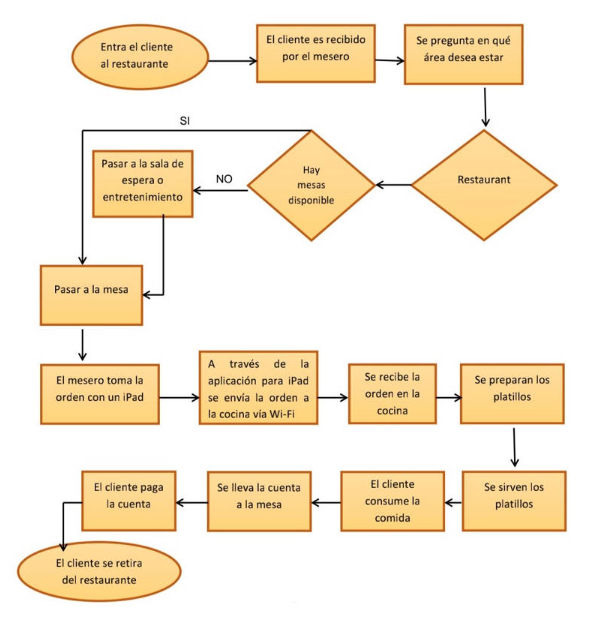 Entra el cliente
al restaurante
El cliente es recibido
por el mesero
Se pregunta en qué
área desea estar
SI
Pasar a la sala de
espera o
entretenimiento
NO
Hay
mesas
disponible
Restaurant
Pasar a la mesa
El mesero toma la
orden con un iPad
A través de la
aplicación para iPad
se envía la orden a
la cocina vía Wi-Fi
Se recibe la
orden en la
cocina
Se preparan los
platillos
El cliente paga
la cuenta
Se lleva la cuenta
a la mesa
El cliente
consume la
comida
Se sirven los
platillos
El cliente se retira
del restaurante